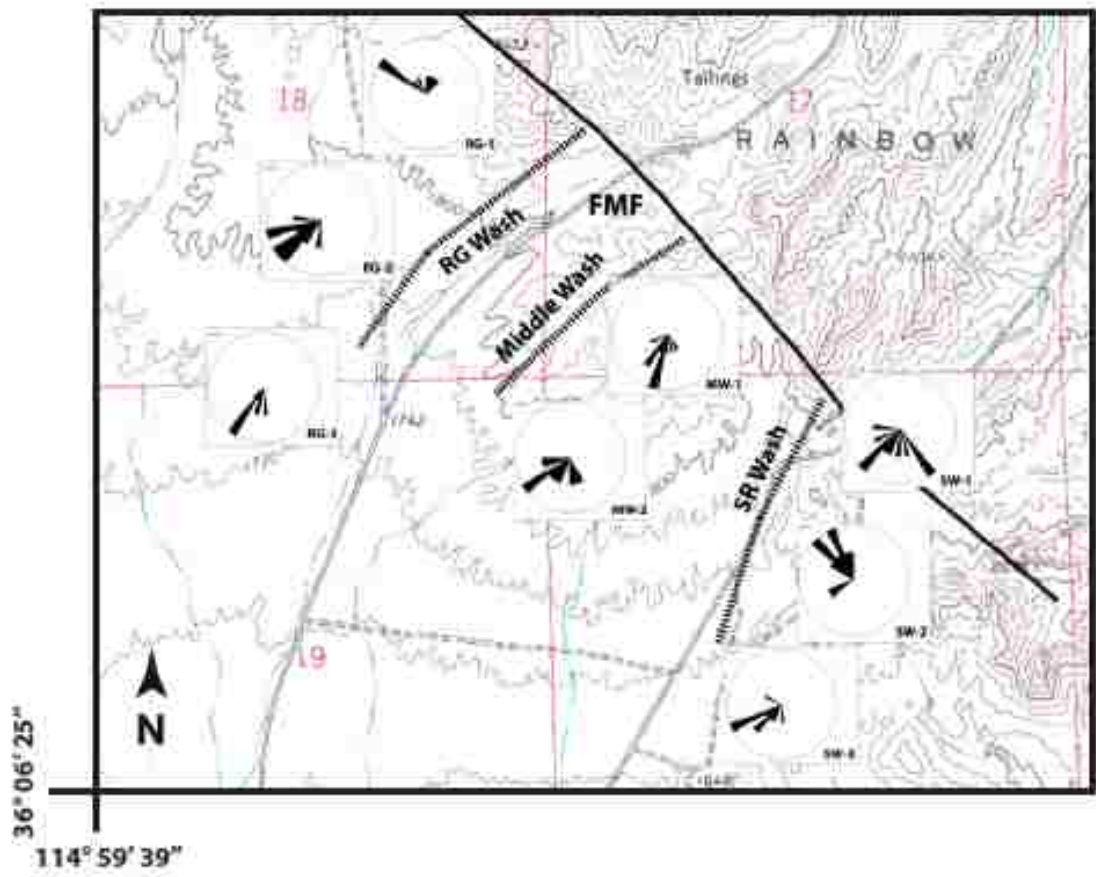 Tailings
18
17
RAINBOW
RG-1
RG Wash
FMF
RG-2
Middle Wash
MW-1
RG-3
SR Wash
SW-1
MW-2
SW-2
19
N
SW-3
36° 06' 25"
114° 59' 39"